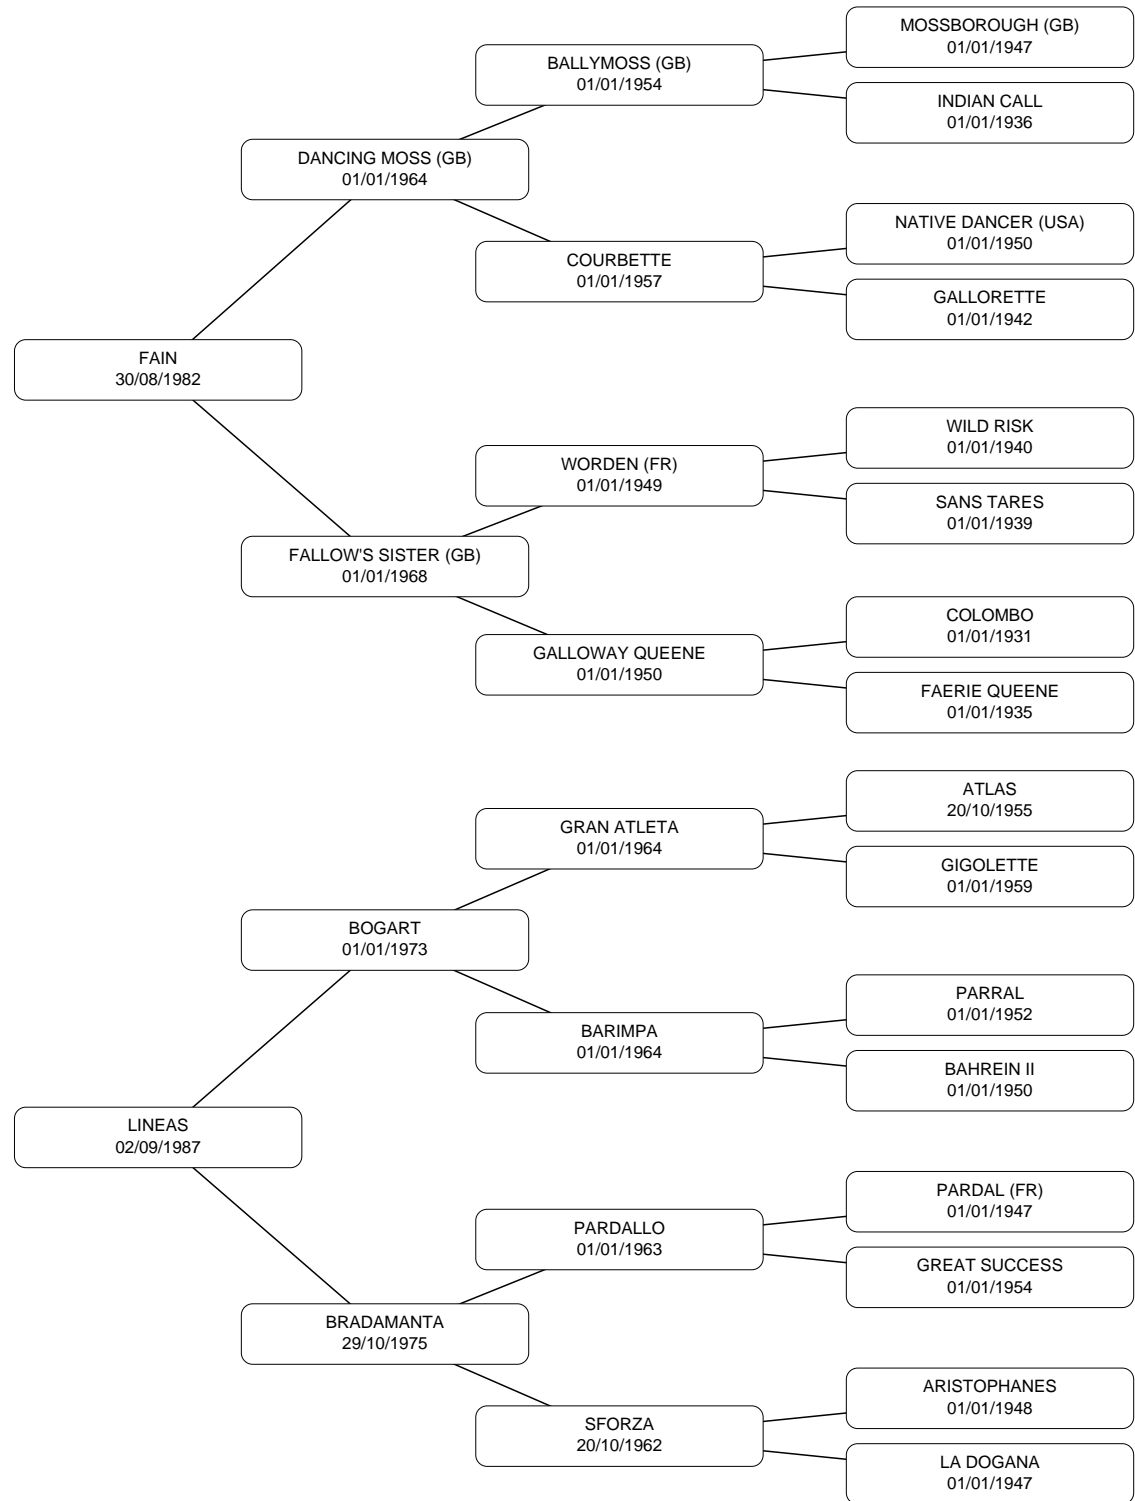 MOSSBOROUGH (GB)
01/01/1947
BALLYMOSS (GB)
01/01/1954
INDIAN CALL
01/01/1936
DANCING MOSS (GB)
01/01/1964
NATIVE DANCER (USA)
01/01/1950
COURBETTE
01/01/1957
GALLORETTE
01/01/1942
FAIN
30/08/1982
WILD RISK
01/01/1940
WORDEN (FR)
01/01/1949
SANS TARES
01/01/1939
FALLOW'S SISTER (GB)
01/01/1968
COLOMBO
01/01/1931
GALLOWAY QUEENE
01/01/1950
FAERIE QUEENE
01/01/1935
ATLAS
20/10/1955
GRAN ATLETA
01/01/1964
GIGOLETTE
01/01/1959
BOGART
01/01/1973
PARRAL
01/01/1952
BARIMPA
01/01/1964
BAHREIN II
01/01/1950
LINEAS
02/09/1987
PARDAL (FR)
01/01/1947
PARDALLO
01/01/1963
GREAT SUCCESS
01/01/1954
BRADAMANTA
29/10/1975
ARISTOPHANES
01/01/1948
SFORZA
20/10/1962
LA DOGANA
01/01/1947